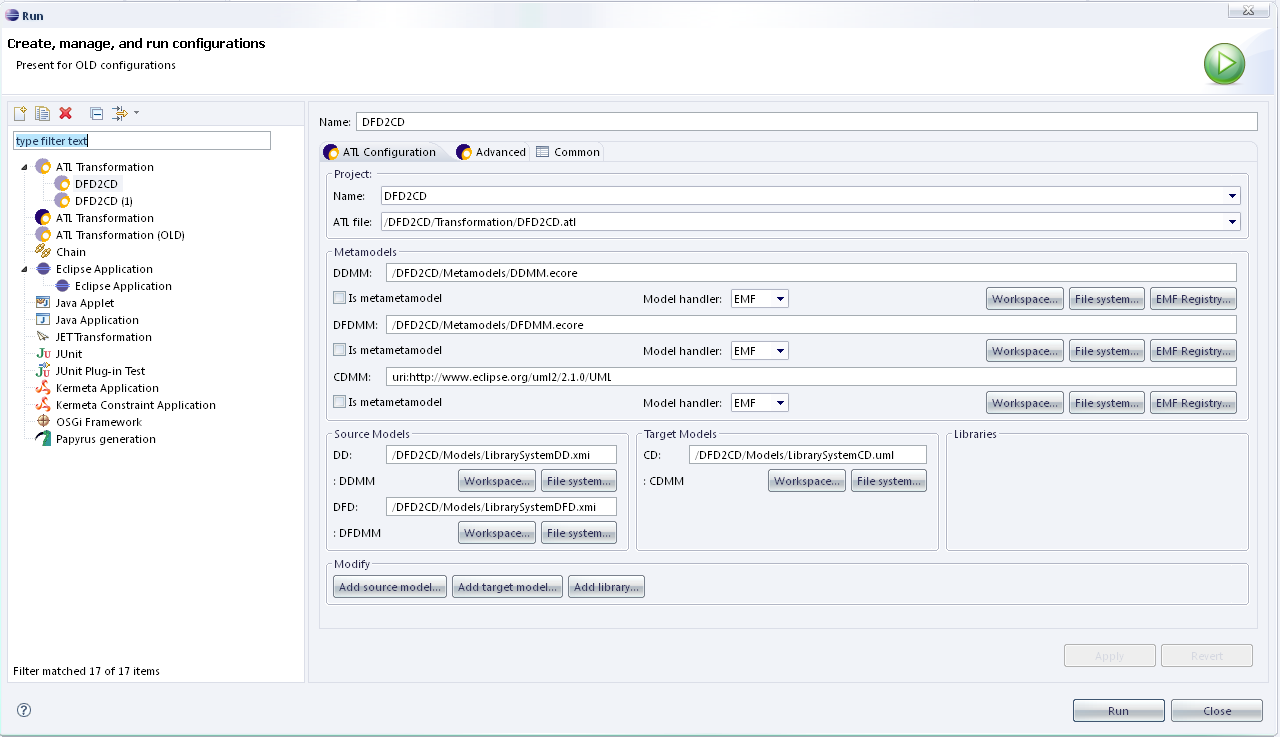 Run
Create, manage, and run configurations
Present for OLD configurations
type filter text
ATL Transformation
DFD2CD
DFD2CD (1)
ATL Transformation
ATL Transformation (OLD)
Chain
Eclipse Application
Eclipse Application
Java Applet
Java Application
JET Transformation
JUnit
JUnit Plug-in Test
Kermeta Application
Kermeta Constraint Application
OSGi Framework
Papyrus generation
Filter matched 17 of 17 items
Name: DFD2CD
ATL Configuration Advanced Common
Project:
Name: DFD2CD
ATL file: /DFD2CD/Transformation/DFD2CD.atl
Metamodels
DDMM: /DFD2CD/Metamodels/DDMM.ecore
Is metametamodel Model handler: EMF Workspace... File system... EMF Registry...
DFDMM: /DFD2CD/Metamodels/DFDMM.ecore
Is metametamodel Model handler: EMF Workspace... File system... EMF Registry...
CDMM: uri:http://www.eclipse.org/uml2/2.1.0/UML
Is metametamodel Model handler: EMF Workspace... File system... EMF Registry...
Source Models
DD: /DFD2CD/Models/LibrarySystemDD.xmi
: DDMM Workspace... File system...
DFD: /DFD2CD/Models/LibrarySystemDFD.xmi
: DFDMM Workspace... File system...
Target Models
CD: /DFD2CD/Models/LibrarySystemCD.uml
: CDMM Workspace... File system...
Libraries
Modify
Add source model... Add target model... Add library...
Apply Revert
Run Close